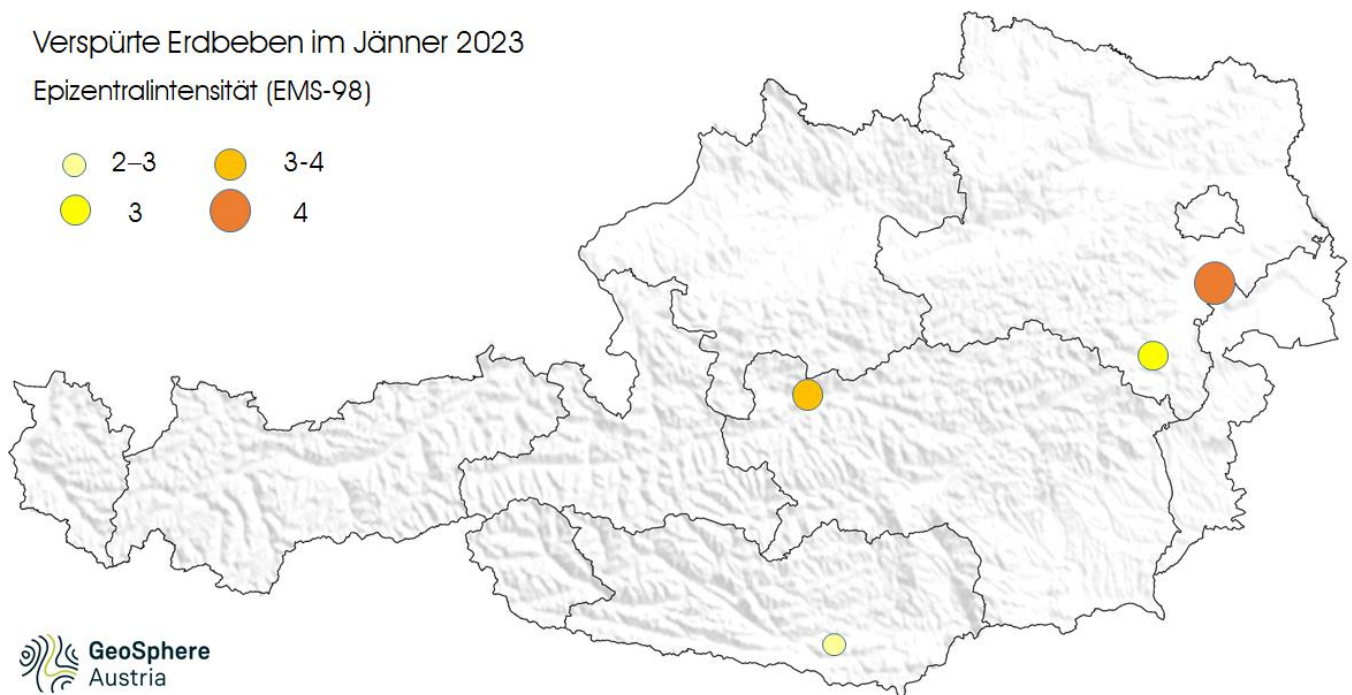 Verspürte Erdbeben im Jänner 2023
Epizentralintensität (EMS-98)
2–3 3-4
3 4
GeoSphere
Austria